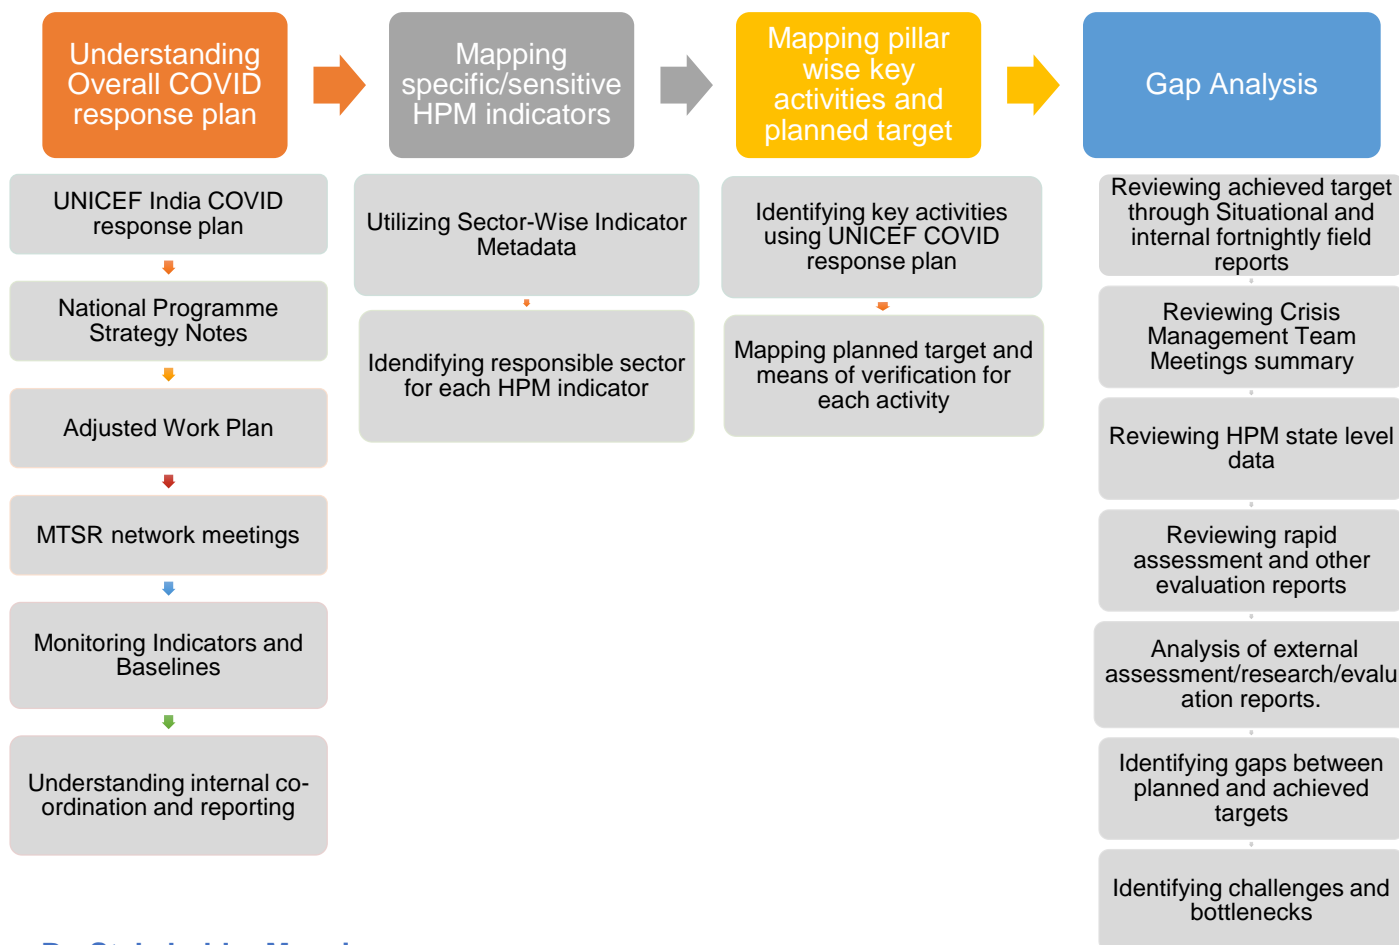 Understanding
Overall COVID
response plan
Mapping
specific/sensitive
HPM indicators
Mapping pillar
wise key
activities and
planned target
Gap Analysis
UNICEF India COVID
response plan
National Programme
Strategy Notes
Adjusted Work Plan
MTSR network meetings
Monitoring Indicators and
Baselines
Understanding internal co-
ordination and reporting
Utilizing Sector-Wise Indicator
Metadata
Idendifying responsible sector
for each HPM indicator
Identifying key activities
using UNICEF COVID
response plan
Mapping planned target and
means of verification for
each activity
Reviewing achieved target
through Situational and
internal fortnightly field
reports
Reviewing Crisis
Management Team
Meetings summary
Reviewing HPM state level
data
Reviewing rapid
assessment and other
evaluation reports
Analysis of external
assessment/research/evalu
ation reports.
Identifying gaps between
planned and achieved
targets
Identifying challenges and
bottlenecks